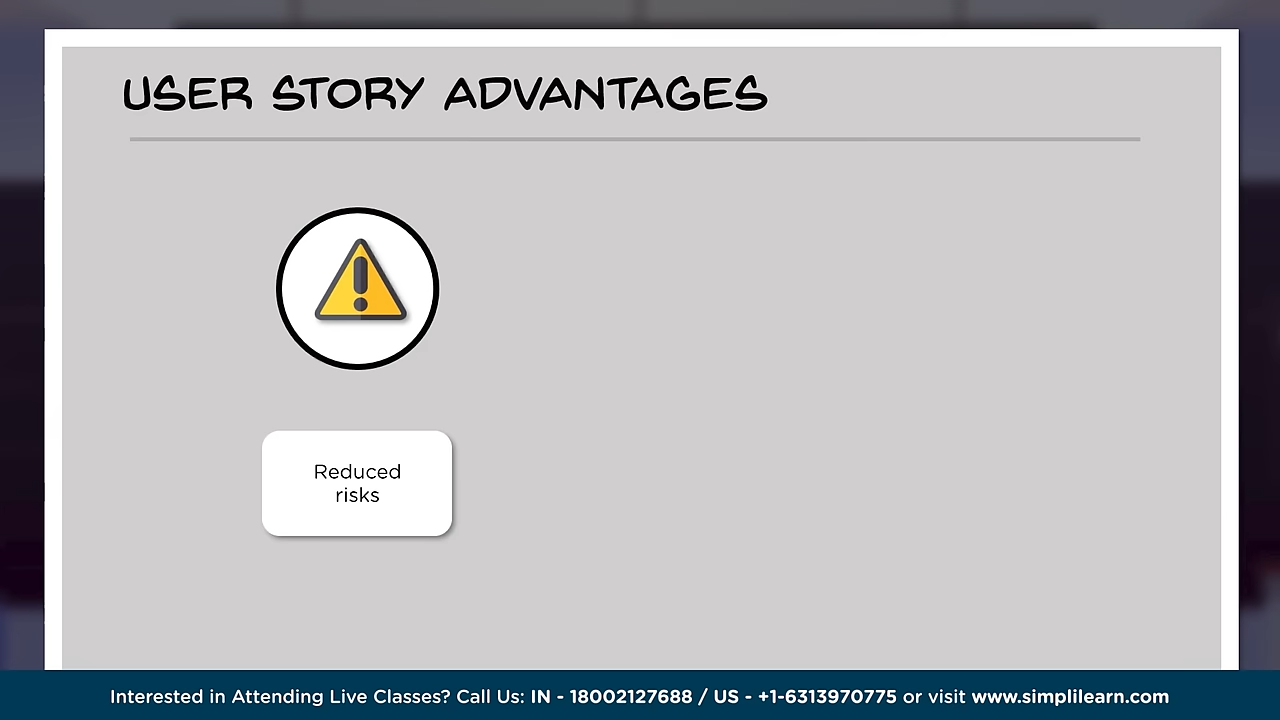 USER STORY ADVANTAGES
Reduced
risks
Interested in Attending Live Classes? Call Us: IN - 18002127688 / US - +1-6313970775 or visit www.simplilearn.com